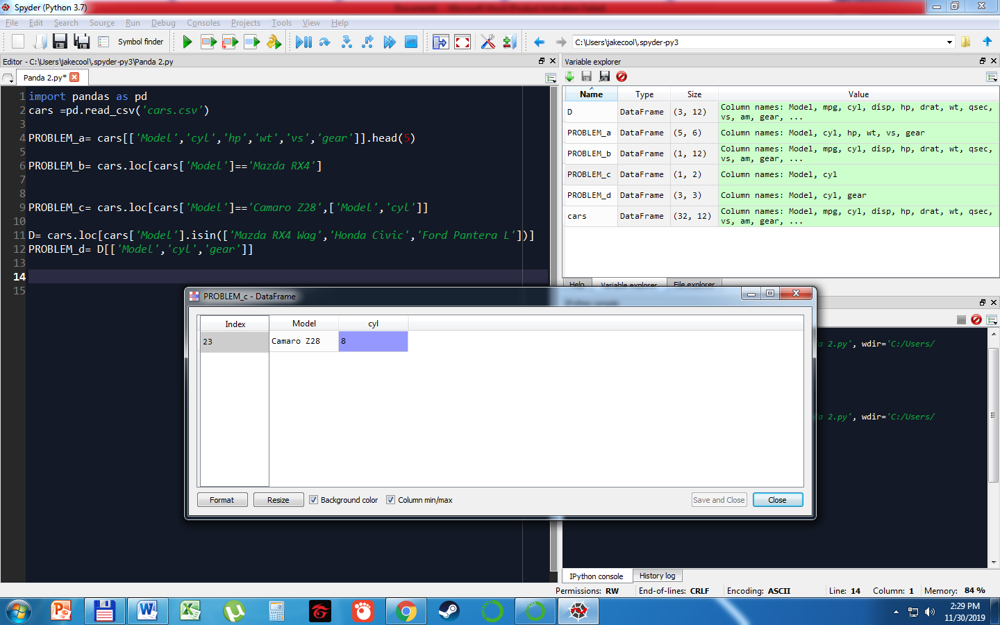 Spyder (Python 3.7)
File Edit Search Source Run Debug Consoles Projects Tools View Help
Symbol finder
C:\Users\jakecool\.spyder-py3
Editor - C:\Users\jakecool\.spyder-py3\Panda 2.py
Panda 2.py*
1 import pandas as pd
2 cars =pd.read_csv('cars.csv')
3
4 PROBLEM_a= cars[['Model','cyl','hp','wt','vs','gear']].head(5)
5
6 PROBLEM_b= cars.loc[cars['Model']=='Mazda RX4']
7
8
9 PROBLEM_c= cars.loc[cars['Model']=='Camaro Z28',['Model','cyl']]
10
11 D= cars.loc[cars['Model'].isin(['Mazda RX4 Wag','Honda Civic','Ford Pantera L'])]
12 PROBLEM_d= D[['Model','cyl','gear']]
13
14
15
Variable explorer
Name Type Size Value
D DataFrame (3, 12) Column names: Model, mpg, cyl, disp, hp, drat, wt, qsec,
vs, am, gear, ...
PROBLEM_a DataFrame (5, 6) Column names: Model, cyl, hp, wt, vs, gear
PROBLEM_b DataFrame (1, 12) Column names: Model, mpg, cyl, disp, hp, drat, wt, qsec,
vs, am, gear, ...
PROBLEM_c DataFrame (1, 2) Column names: Model, cyl
PROBLEM_d DataFrame (3, 3) Column names: Model, cyl, gear
cars DataFrame (32, 12) Column names: Model, mpg, cyl, disp, hp, drat, wt, qsec,
vs, am, gear, ...
Help Variable explorer File explorer
IPython console
2.py', wdir='C:/Users/
2.py', wdir='C:/Users/
PROBLEM_c - DataFrame
Index Model cyl
23 Camaro Z28 8
Format Resize Background color Column min/max Save and Close Close
IPython console History log
Permissions: RW End-of-lines: CRLF Encoding: ASCII Line: 14 Column: 1 Memory: 84 %
2:29 PM
11/30/2019